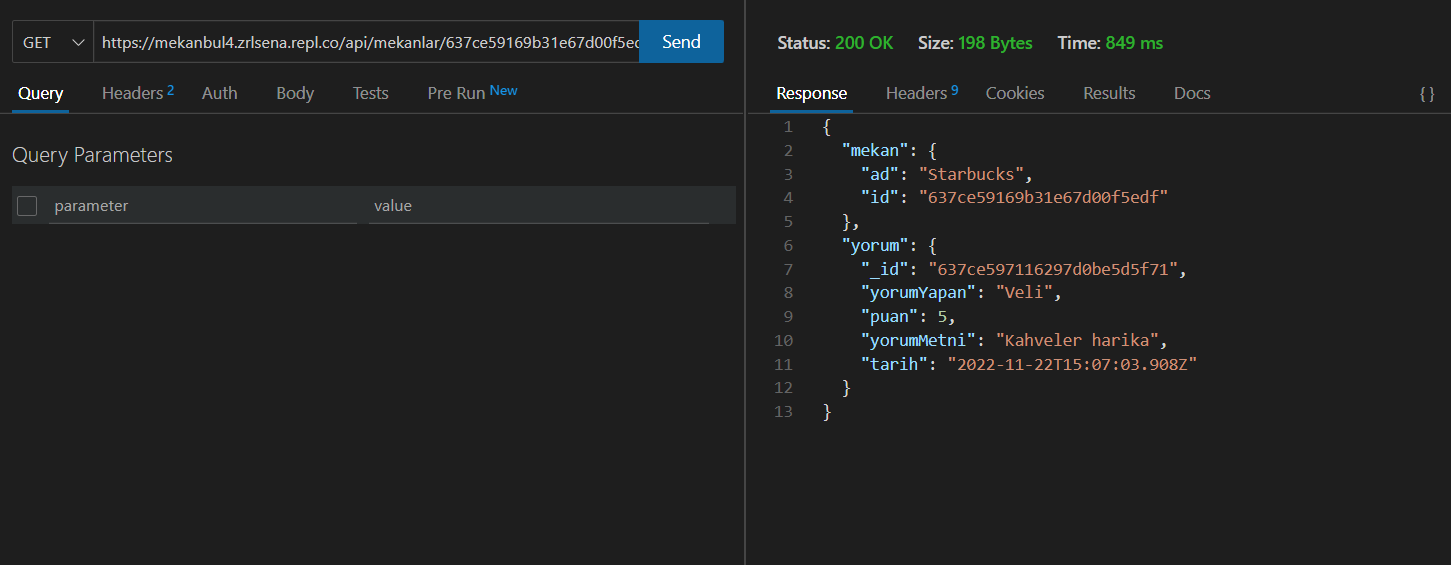 GET https://mekanbul4.zrlsena.repl.co/api/mekanlar/637ce59169b31e67d00f5ec Send
Query Headers 2 Auth Body Tests Pre Run New
Query Parameters
parameter value
Status: 200 OK Size: 198 Bytes Time: 849 ms
Response Headers 9 Cookies Results Docs { }
1 {
2 "mekan": {
3 "ad": "Starbucks",
4 "id": "637ce59169b31e67d00f5edf"
5 },
6 "yorum": {
7 "_id": "637ce597116297d0be5d5f71",
8 "yorumYapan": "Veli",
9 "puan": 5,
10 "yorumMetni": "Kahveler harika",
11 "tarih": "2022-11-22T15:07:03.908Z"
12 }
13 }